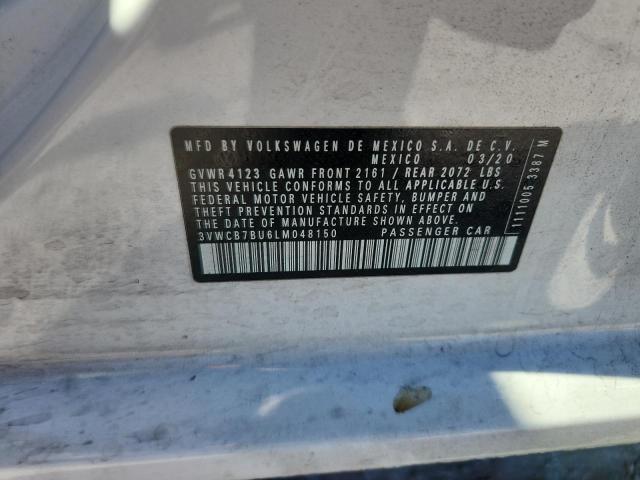 MFD BY VOLKSWAGEN DE MEXICO S.A. DE C.V.
MEXICO 03/20
GVWR 4123 GAWR FRONT 2161 / REAR 2072 LBS
THIS VEHICLE CONFORMS TO ALL APPLICABLE U.S.
FEDERAL MOTOR VEHICLE SAFETY, BUMPER AND
THEFT PREVENTION STANDARDS IN EFFECT ON
THE DATE OF MANUFACTURE SHOWN ABOVE.
3VWCB7BU6LM048150 PASSENGER CAR
1111005 3387 M